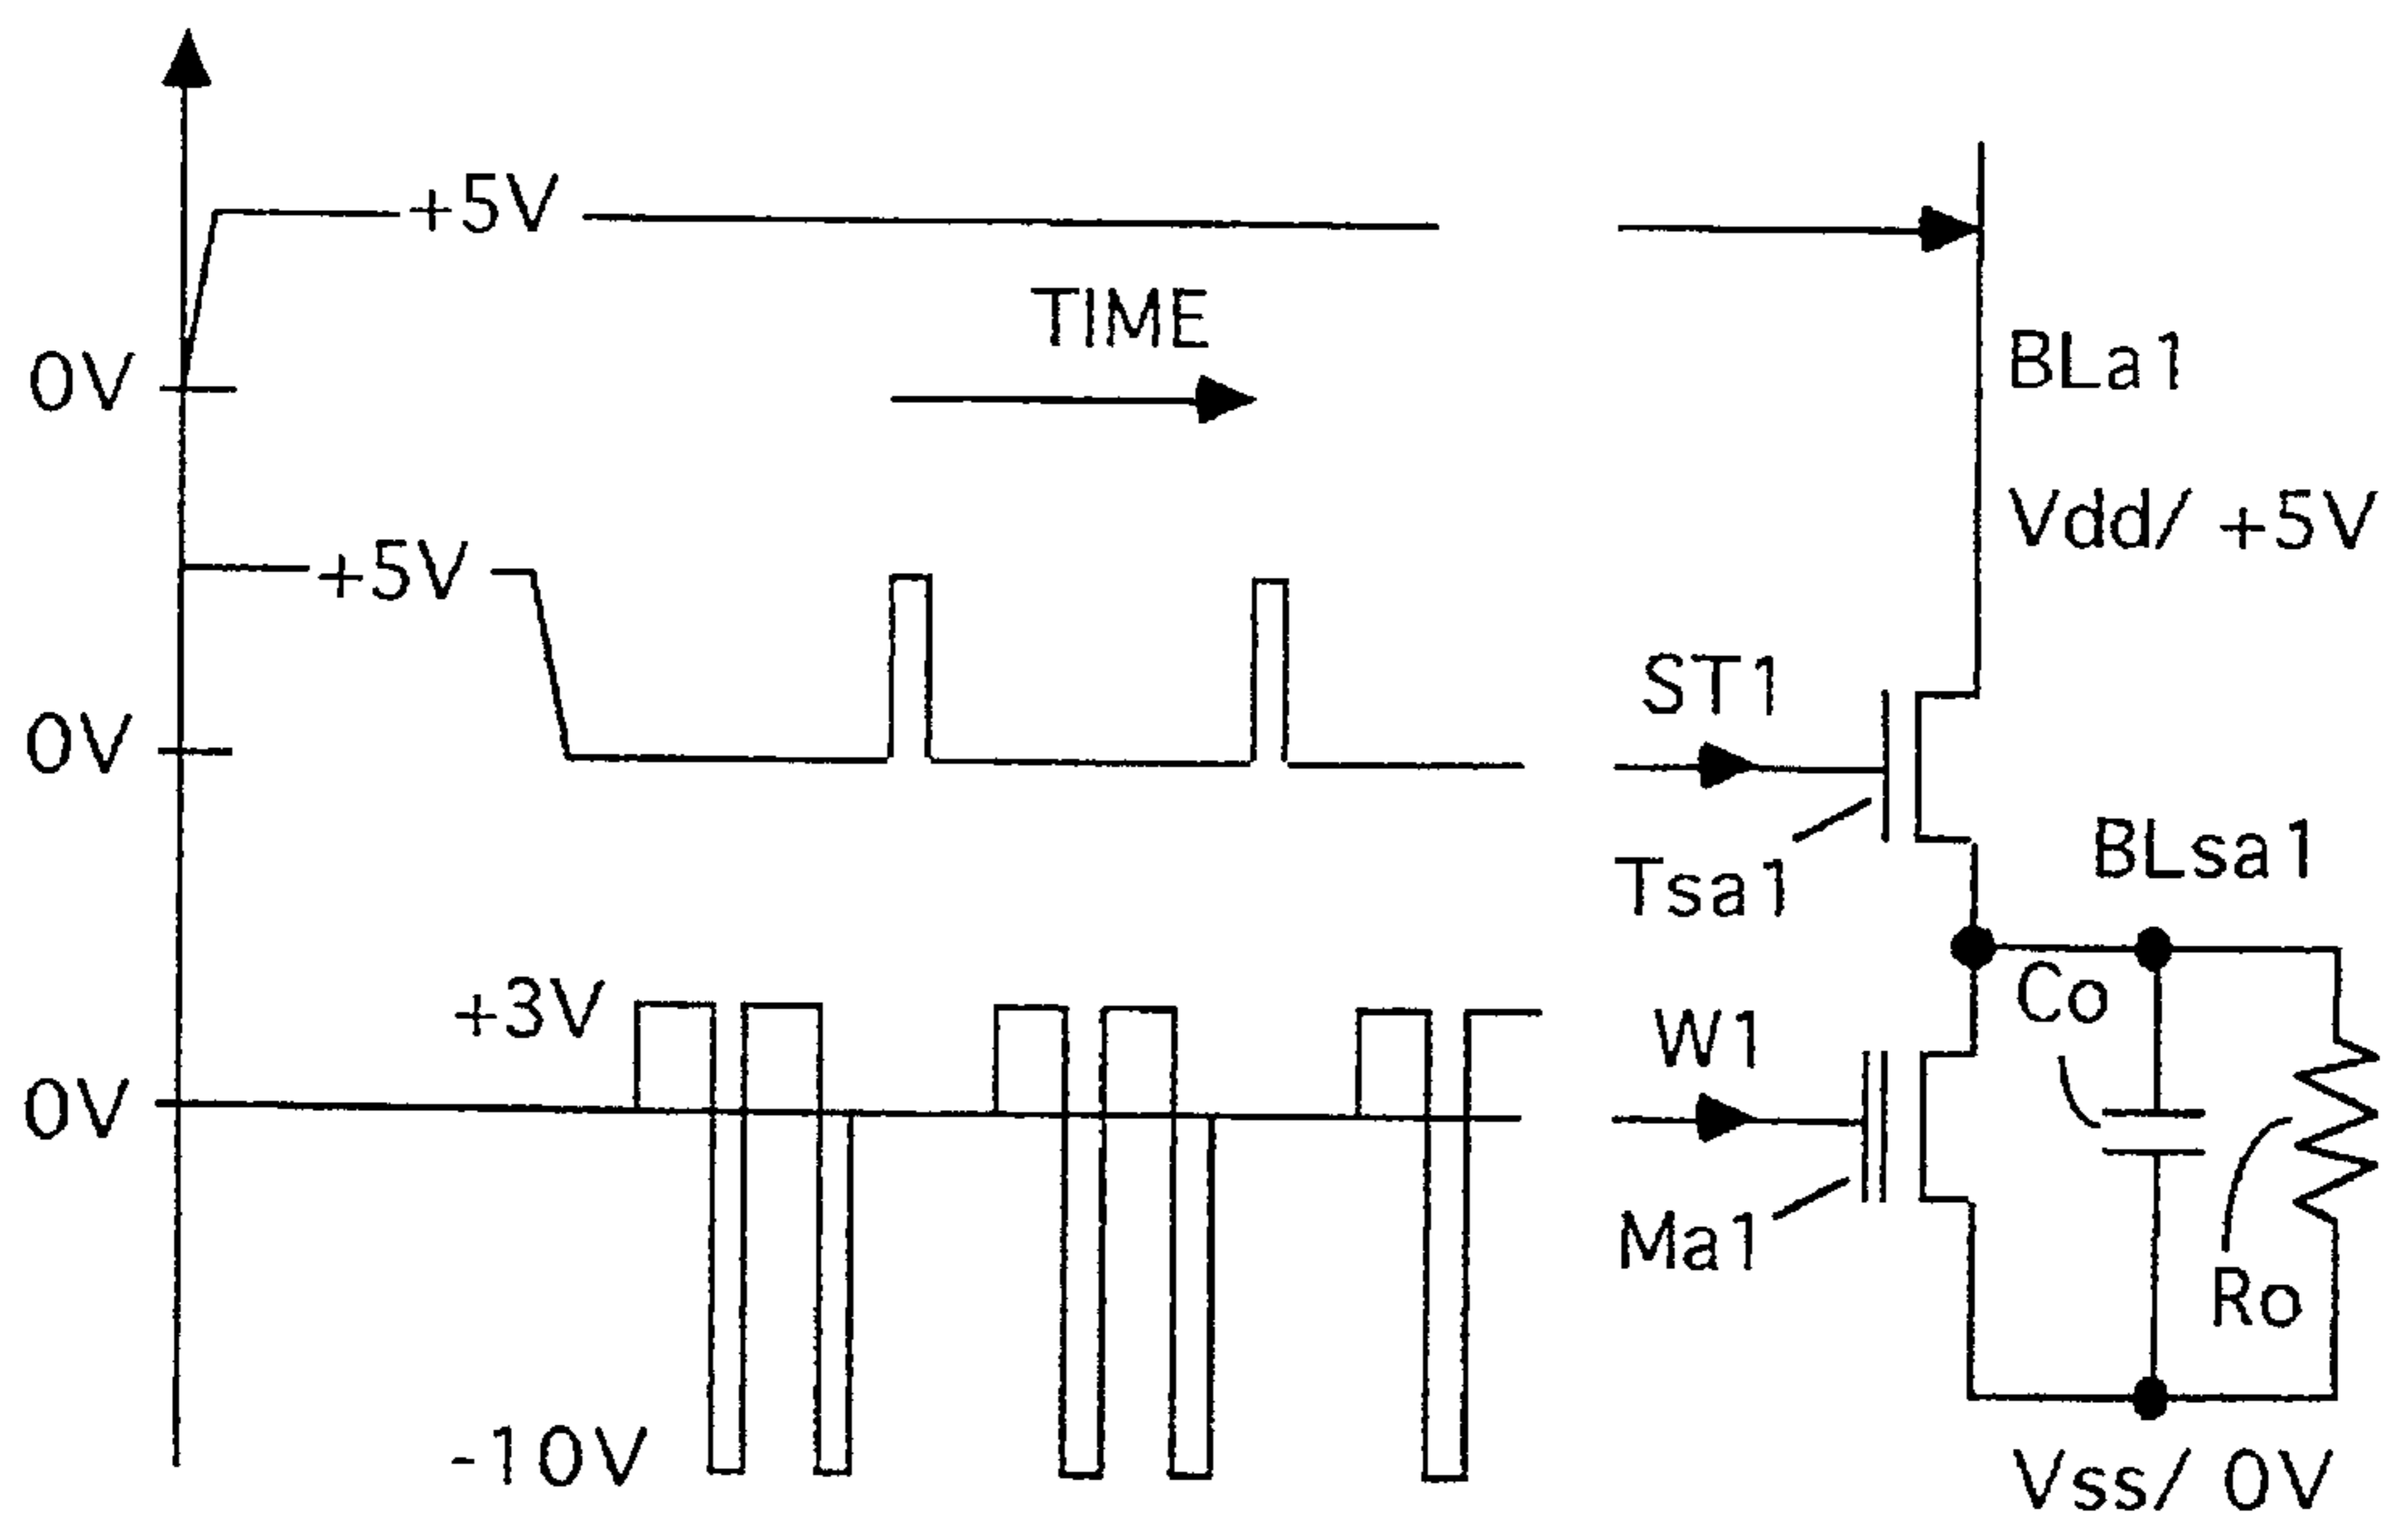 +5V
TIME
0V
BLa1
Vdd/ +5V
+5V
ST1
0V
Tsa1
BLsa1
+3V
Co
W1
0V
Ma1
Ro
-10V
Vss/ 0V